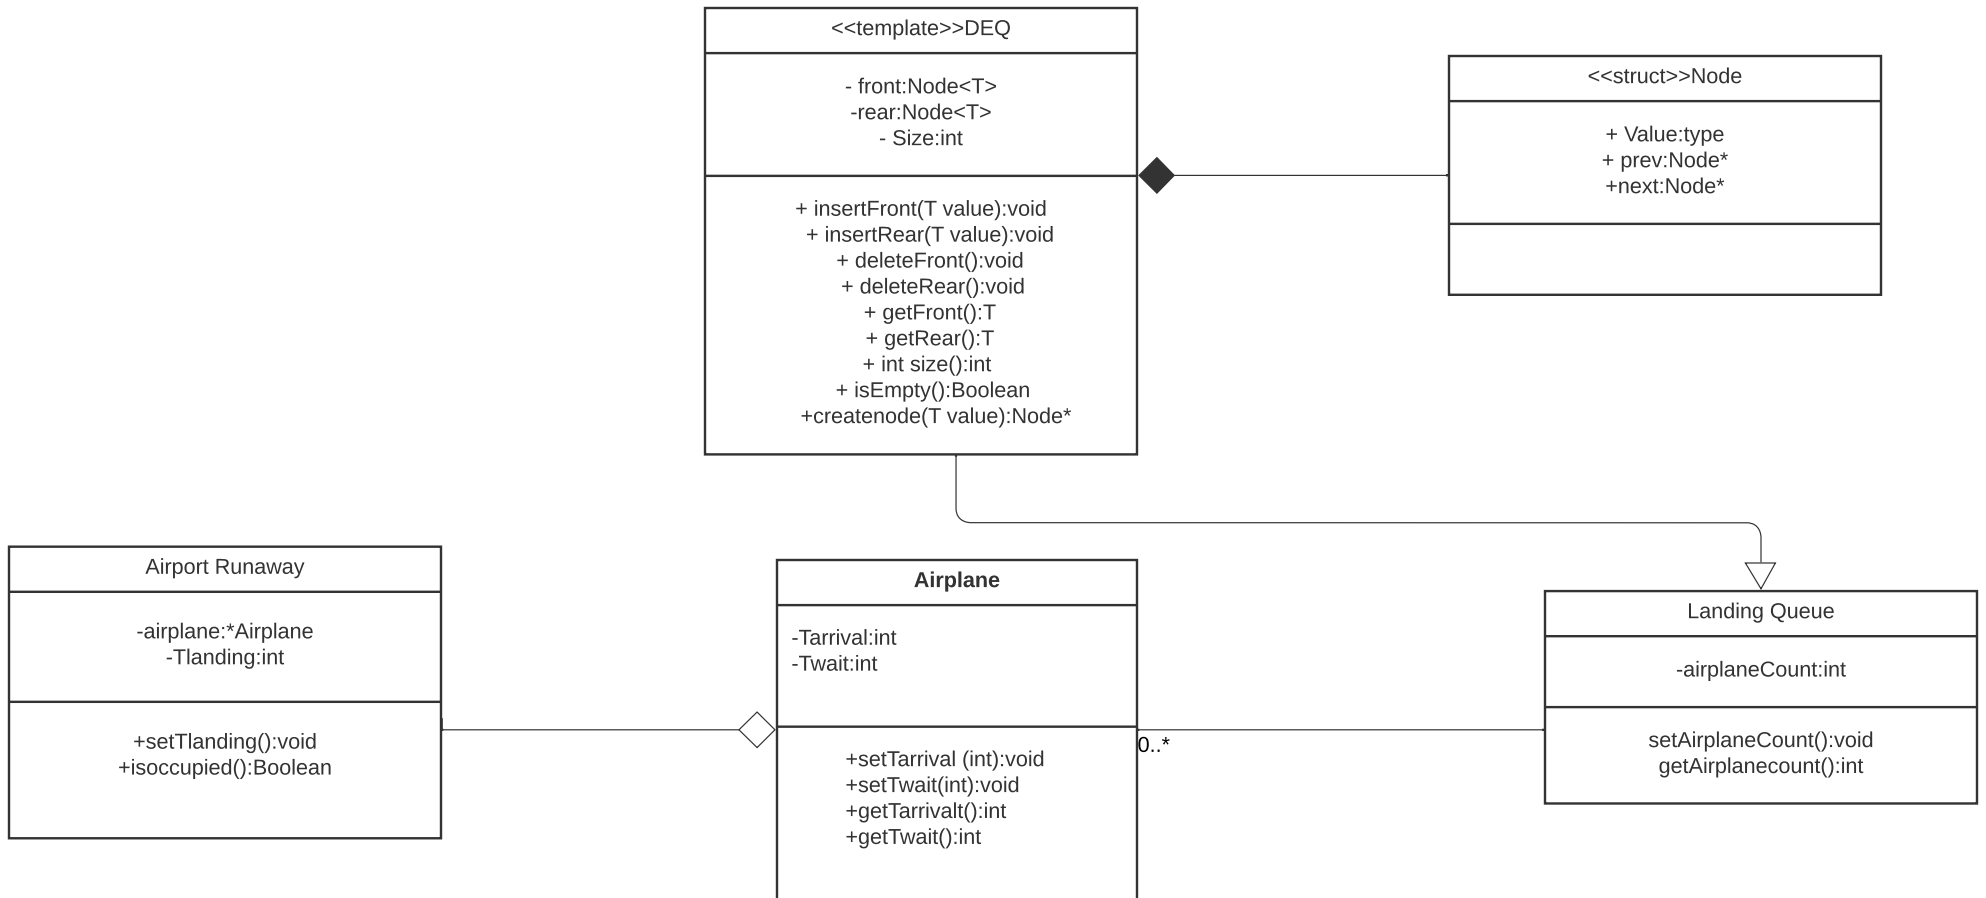 <<template>>DEQ
- front:Node<T>
-rear:Node<T>
- Size:int
+ insertFront(T value):void
+ insertRear(T value):void
+ deleteFront():void
+ deleteRear():void
+ getFront():T
+ getRear():T
+ int size():int
+ isEmpty():Boolean
+createnode(T value):Node*
<<struct>>Node
+ Value:type
+ prev:Node*
+next:Node*
Airport Runaway
-airplane:*Airplane
-Tlanding:int
+setTlanding():void
+isoccupied():Boolean
Airplane
-Tarrival:int
-Twait:int
+setTarrival (int):void
+setTwait(int):void
+getTarrivalt():int
+getTwait():int
0..*
Landing Queue
-airplaneCount:int
setAirplaneCount():void
getAirplanecount():int